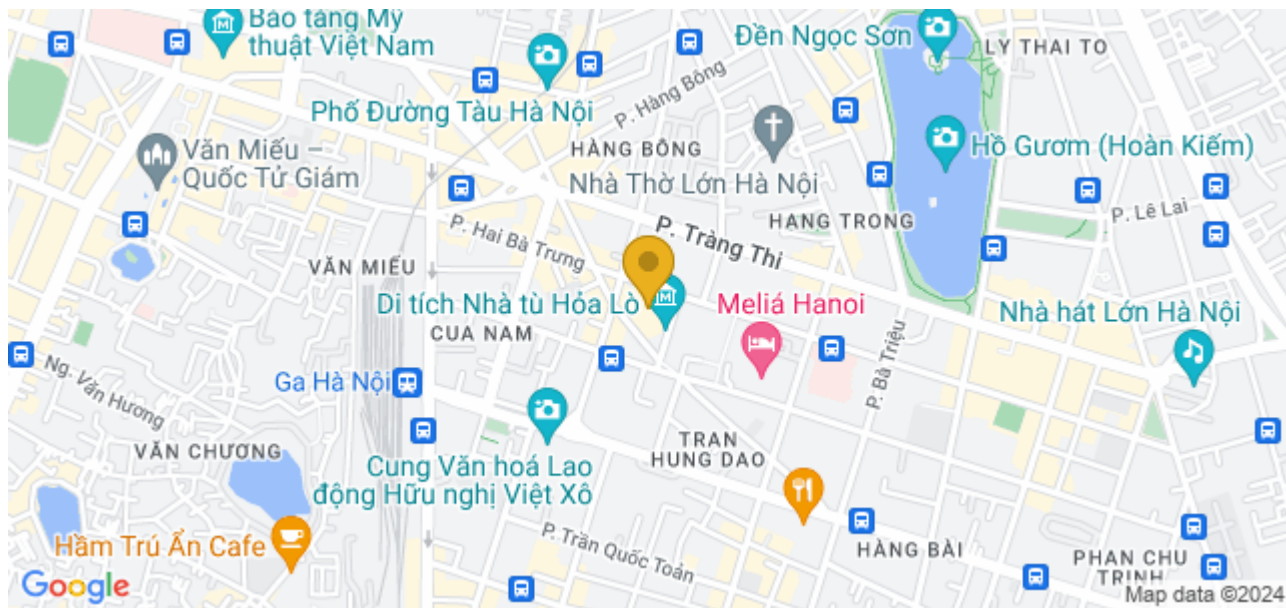 Bảo tàng Mỹ
thuật Việt Nam
Đền Ngọc Sơn
LY THAI TO
Phố Đường Tàu Hà Nội
P. Hàng Bông
HÀNG BÔNG
Hồ Gươm (Hoàn Kiếm)
Văn Miếu –
Quốc Tử Giám
Nhà Thờ Lớn Hà Nội
P. Lê Lai
HANG TRONG
P. Hai Bà Trưng
P. Tràng Thi
VĂN MIẾU
Di tích Nhà tù Hỏa Lò
Meliá Hanoi
Nhà hát Lớn Hà Nội
CUA NAM
P. Bà Triệu
Ng. Văn Hương
Ga Hà Nội
VĂN CHƯƠNG
TRAN
HUNG DAO
Cung Văn hoá Lao
động Hữu nghị Việt Xô
Hầm Trú Ẩn Cafe
P. Trần Quốc Toản
HÀNG BÀI
PHAN CHU
TRINH
Google
Map data ©2024